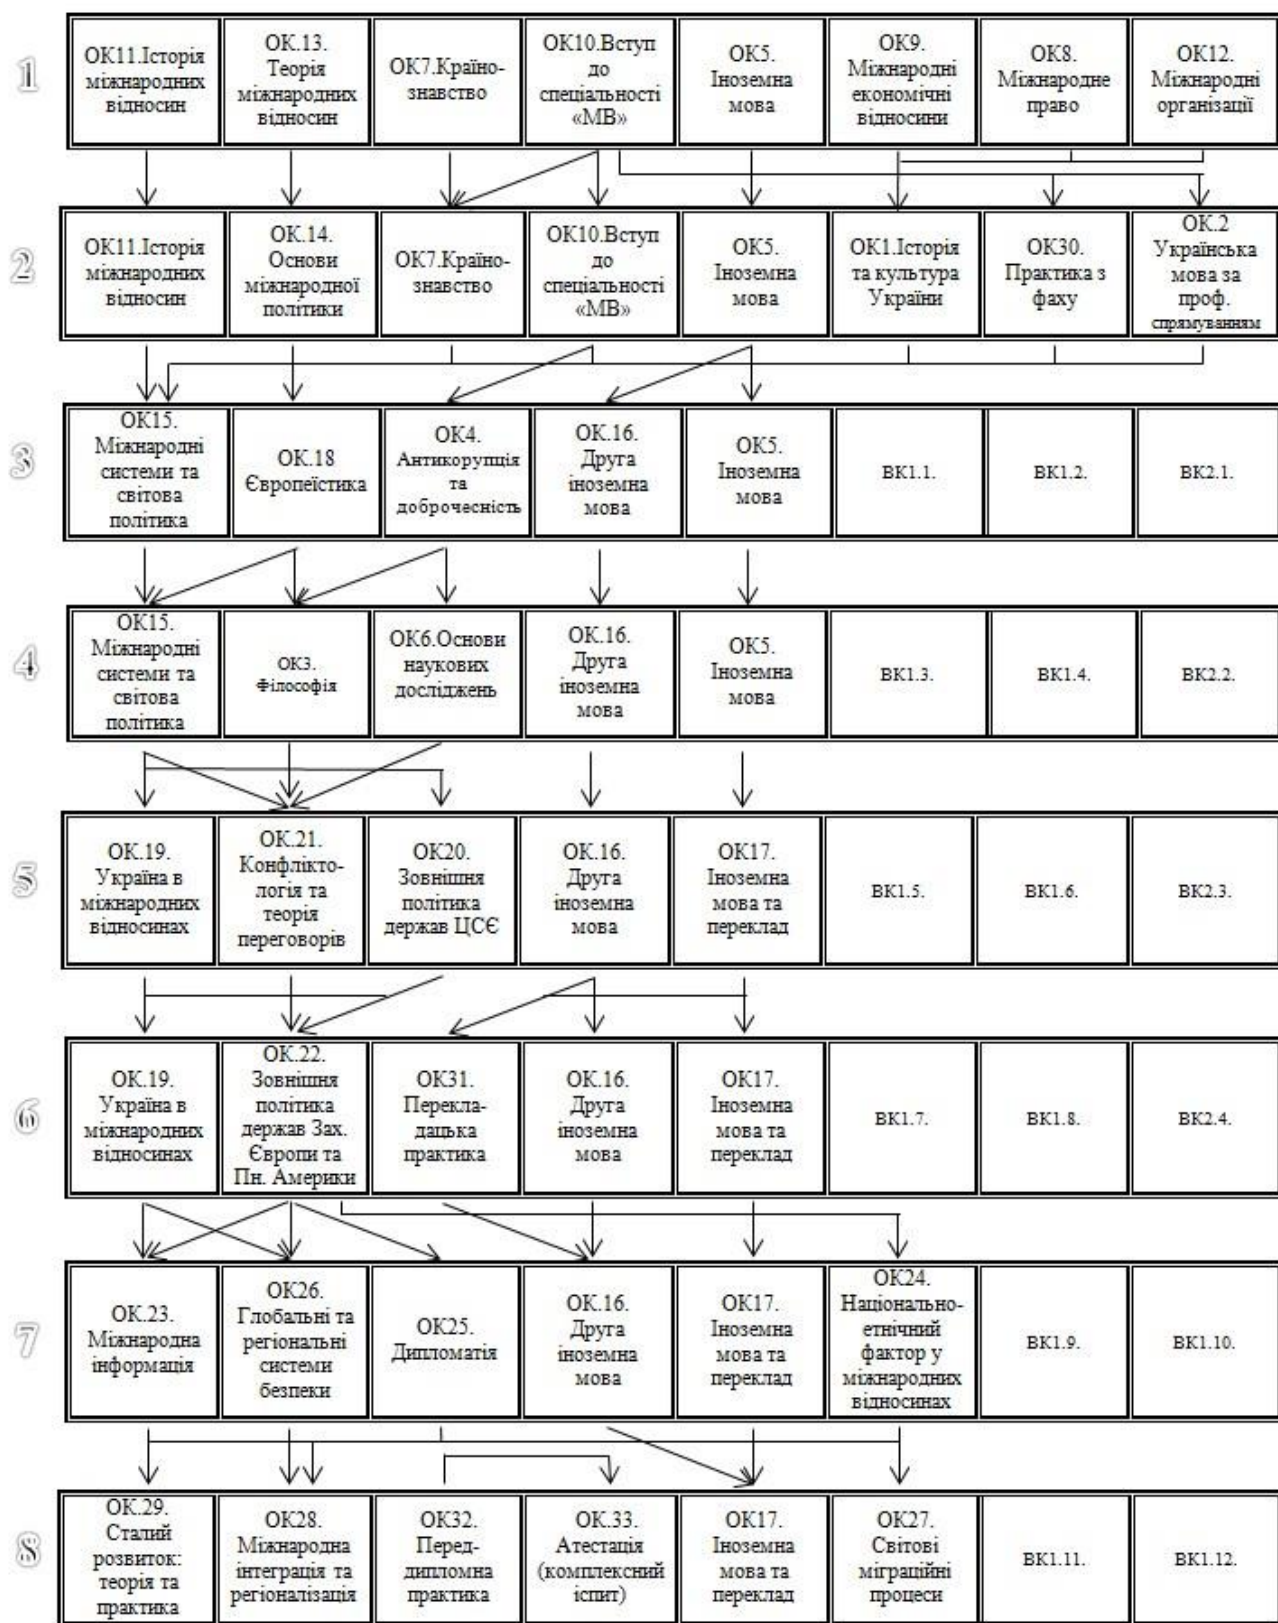 1
ОК11.Історія
міжнародних
відносин
ОК.13.
Теорія
міжнародних
відносин
ОК7.Країно-
знавство
ОК10.Вступ
до
спеціальності
«МВ»
ОК5.
Іноземна
мова
ОК9.
Міжнародні
економічні
відносини
ОК8.
Міжнародне
право
ОК12.
Міжнародні
організації
2
ОК11.Історія
міжнародних
відносин
ОК.14.
Основи
міжнародної
політики
ОК7.Країно-
знавство
ОК10.Вступ
до
спеціальності
«МВ»
ОК5.
Іноземна
мова
ОК1.Історія
та культура
України
ОК30.
Практика з
фаху
ОК.2
Українська
мова за
проф.
спрямуванням
3
ОК15.
Міжнародні
системи та
світова
політика
ОК.18
Європеїстика
ОК4.
Антикорупція
та
доброчесність
ОК.16.
Друга
іноземна
мова
ОК5.
Іноземна
мова
ВК1.1.
ВК1.2.
ВК2.1.
4
ОК15.
Міжнародні
системи та
світова
політика
ОК3.
Філософія
ОК6.Основи
наукових
досліджень
ОК.16.
Друга
іноземна
мова
ОК5.
Іноземна
мова
ВК1.3.
ВК1.4.
ВК2.2.
5
ОК.19.
Україна в
міжнародних
відносинах
ОК.21.
Конфлікто-
логія та
теорія
переговорів
ОК20.
Зовнішня
політика
держав ЦСЄ
ОК.16.
Друга
іноземна
мова
ОК17.
Іноземна
мова та
переклад
ВК1.5.
ВК1.6.
ВК2.3.
6
ОК.19.
Україна в
міжнародних
відносинах
ОК.22.
Зовнішня
політика
держав Зах.
Європи та
Пн. Америки
ОК31.
Перекла-
дацька
практика
ОК.16.
Друга
іноземна
мова
ОК17.
Іноземна
мова та
переклад
ВК1.7.
ВК1.8.
ВК2.4.
7
ОК.23.
Міжнародна
інформація
ОК26.
Глобальні та
регіональні
системи
безпеки
ОК25.
Дипломатія
ОК.16.
Друга
іноземна
мова
ОК17.
Іноземна
мова та
переклад
ОК24.
Національно-
етнічний
фактор у
міжнародних
відносинах
ВК1.9.
ВК1.10.
8
ОК.29.
Сталий
розвиток:
теорія та
практика
ОК28.
Міжнародна
інтеграція та
регіоналізація
ОК32.
Перед-
дипломна
практика
ОК.33.
Атестація
(комплексний
іспит)
ОК17.
Іноземна
мова та
переклад
ОК27.
Світові
міграційні
процеси
ВК1.11.
ВК1.12.